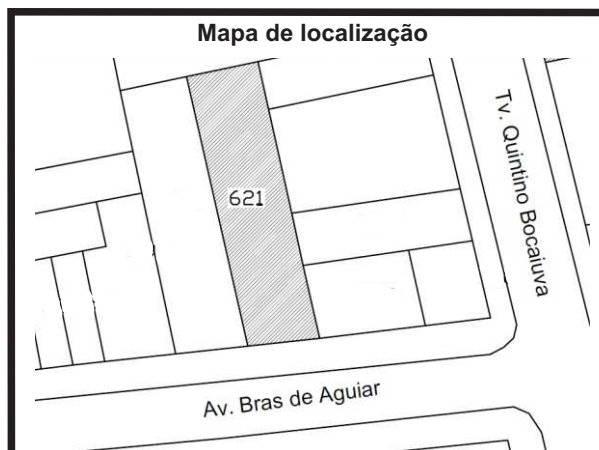 Mapa de localização
Tv. Quintino Bocaiuva
621
Av. Bras de Aguiar